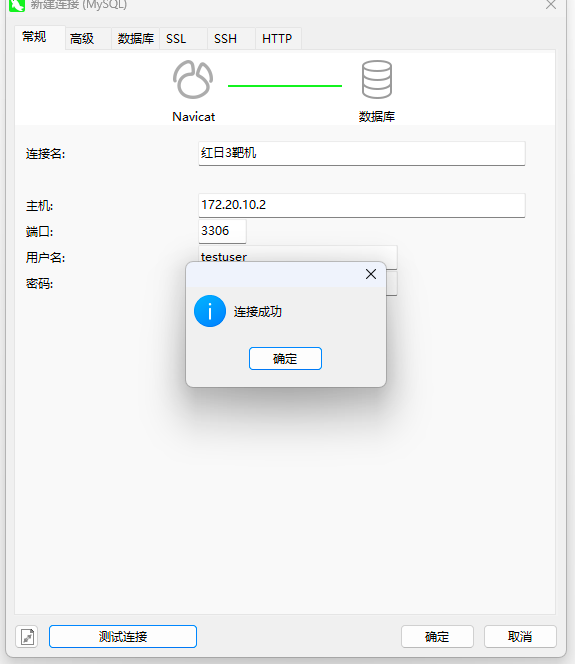 新建连接 (MySQL)
常规 高级 数据库 SSL SSH HTTP
Navicat 数据库
连接名: 红日3靶机
主机: 172.20.10.2
端口: 3306
用户名: testuser
密码:
连接成功
确定
测试连接 确定 取消